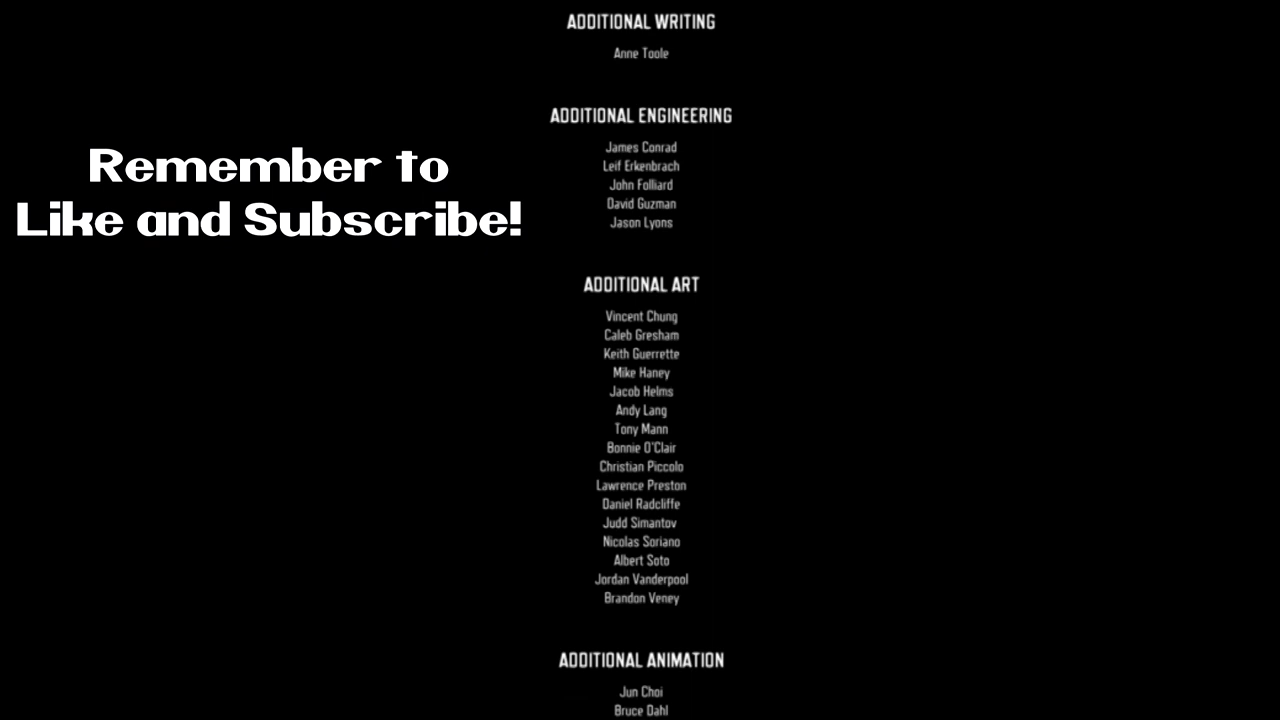 ADDITIONAL WRITING
Anne Toole
ADDITIONAL ENGINEERING
James Conrad
Leif Erkenbrach
John Folliard
David Guzman
Jason Lyons
Remember to
Like and Subscribe!
ADDITIONAL ART
Vincent Chung
Caleb Gresham
Keith Guerrette
Mike Haney
Jacob Helms
Andy Lang
Tony Mann
Bonnie O'Clair
Christian Piccolo
Lawrence Preston
Daniel Radcliffe
Judd Simantov
Nicolas Soriano
Albert Soto
Jordan Vanderpool
Brandon Veney
ADDITIONAL ANIMATION
Jun Choi
Bruce Dahl